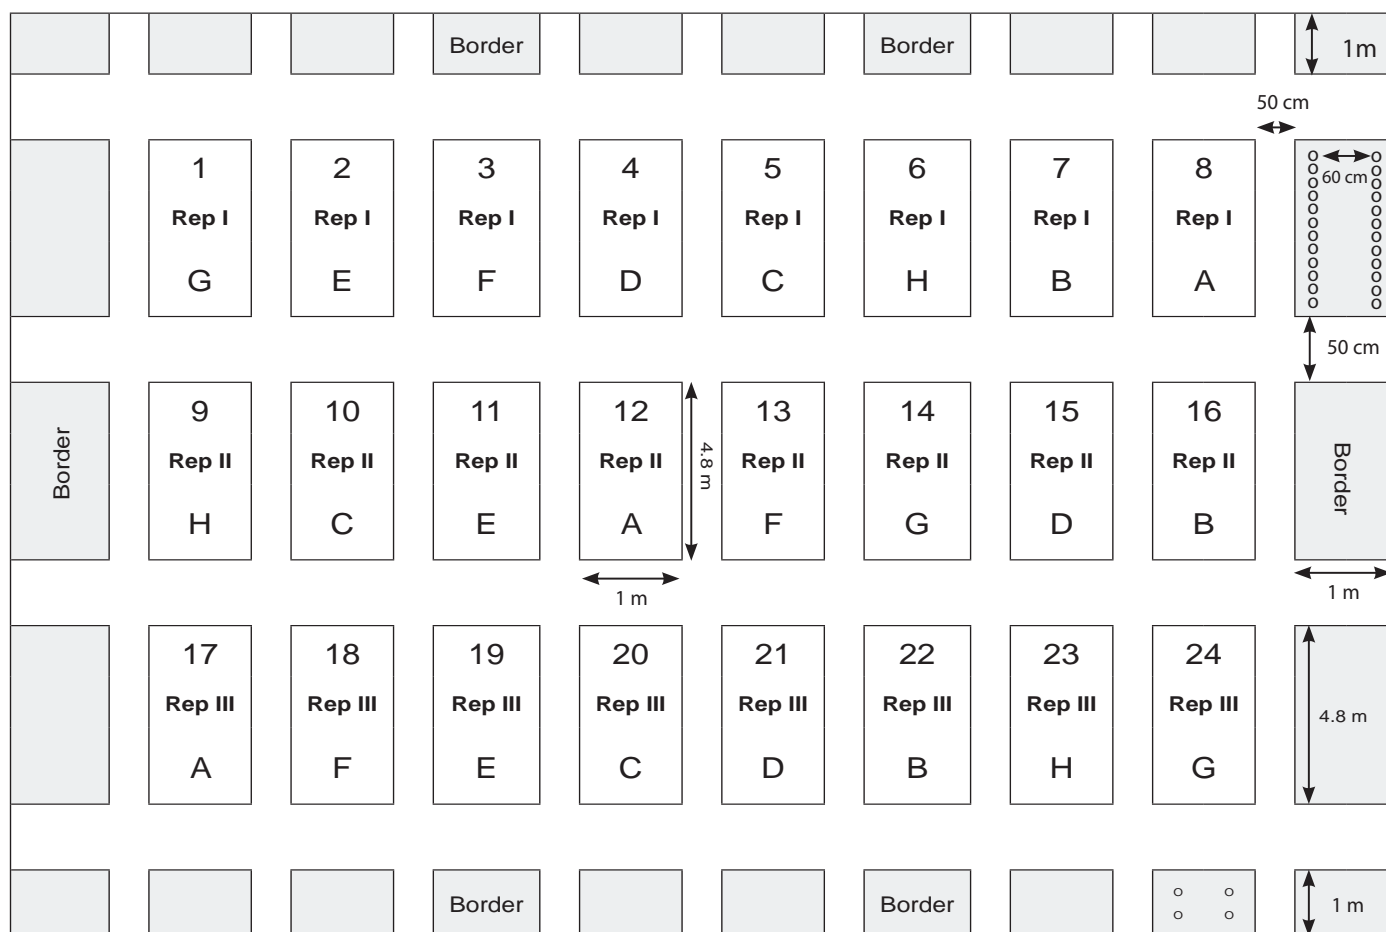 Border Border 1m
50 cm
1 2 3 4 5 6 7 8
Rep I Rep I Rep I Rep I Rep I Rep I Rep I Rep I
G E F D C H B A
60 cm
50 cm
9 10 11 12 13 14 15 16
Rep II Rep II Rep II Rep II Rep II Rep II Rep II Rep II
H C E A F G D B
Border
4.8 m
Border
1 m 1 m
17 18 19 20 21 22 23 24
Rep III Rep III Rep III Rep III Rep III Rep III Rep III Rep III
A F E C D B H G
4.8 m
Border Border 1 m